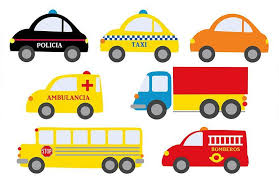 POLICIA
TAXI
AMBULANCIA
STOP
BOMBEROS